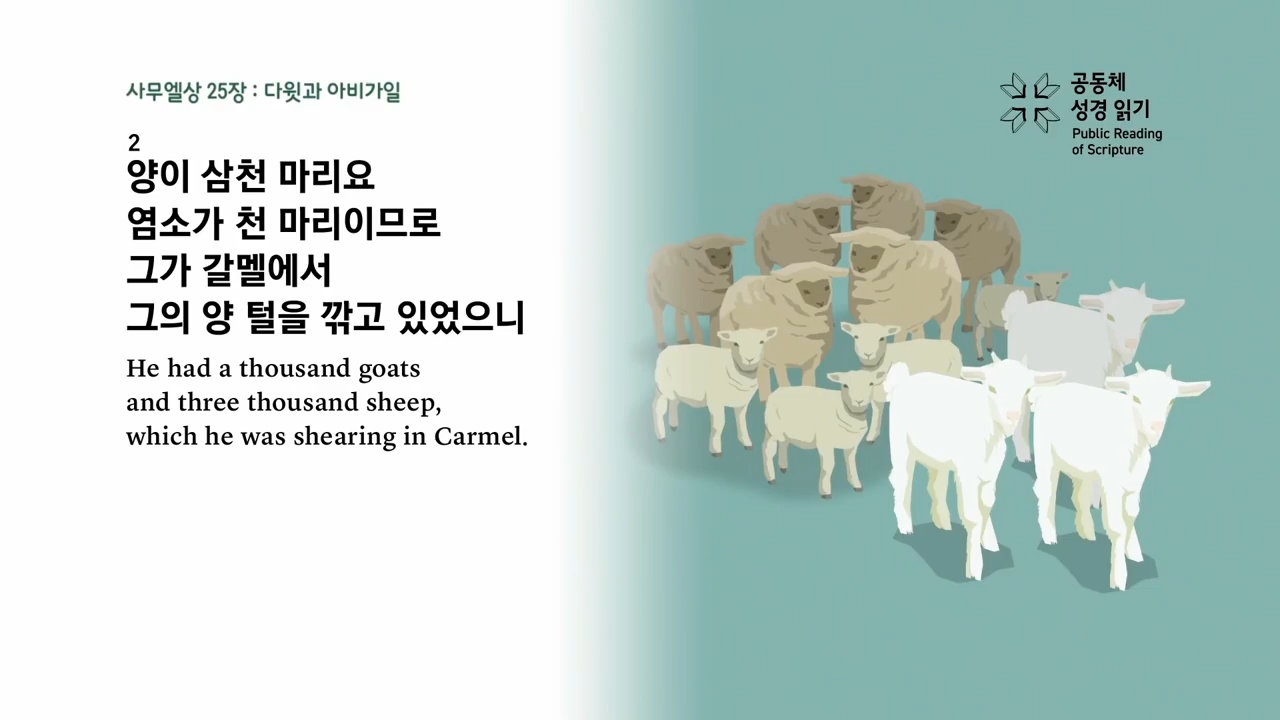 사무엘상 25장 : 다윗과 아비가일
2
양이 삼천 마리요
염소가 천 마리이므로
그가 갈멜에서
그의 양 털을 깎고 있었으니
He had a thousand goats
and three thousand sheep,
which he was shearing in Carmel.
공동체
성경 읽기
Public Reading
of Scripture